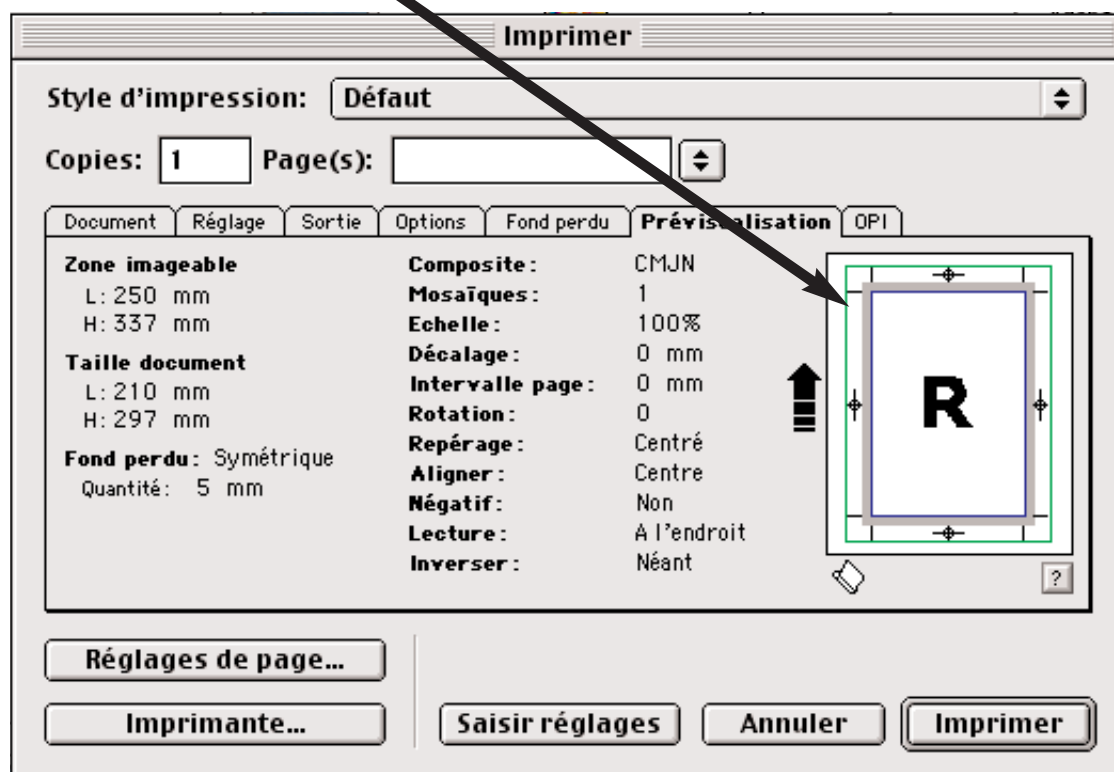 Imprimer
Style d'impression: Défaut
Copies: 1 Page(s):
Document Réglage Sortie Options Fond perdu Prévisualisation OPI
Zone imageable
L: 250 mm
H: 337 mm
Taille document
L: 210 mm
H: 297 mm
Fond perdu: Symétrique
Quantité: 5 mm
Composite: CMJN
Mosaïques: 1
Echelle: 100%
Décalage: 0 mm
Intervalle page: 0 mm
Rotation: 0
Repérage: Centré
Aligner: Centre
Négatif: Non
Lecture: A l'endroit
Inverser: Néant
R
?
Réglages de page...
Imprimante...
Saisir réglages Annuler Imprimer